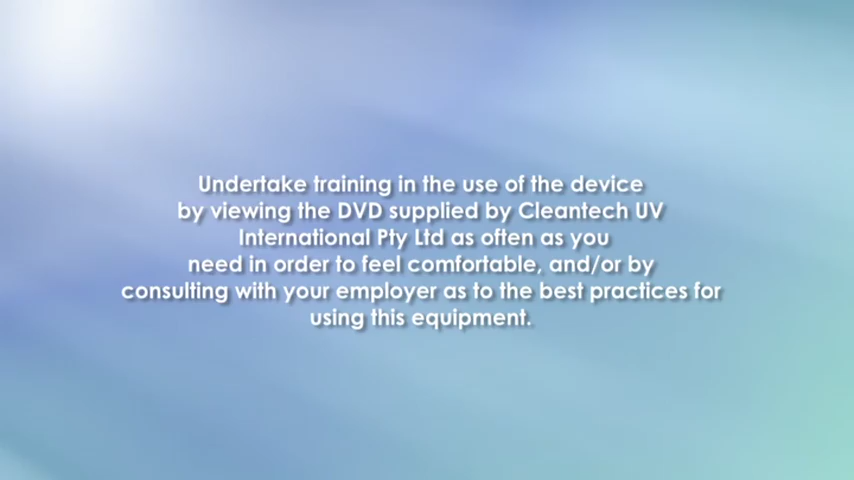 Undertake training in the use of the device
by viewing the DVD supplied by Cleantech UV
International Pty Ltd as often as you
need in order to feel comfortable, and/or by
consulting with your employer as to the best practices for
using this equipment.